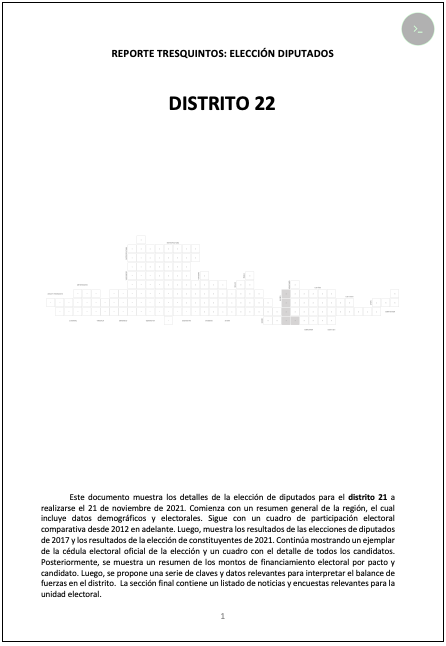 >_
REPORTE TRESQUINTOS: ELECCIÓN DIPUTADOS
DISTRITO 22
Este documento muestra los detalles de la elección de diputados para el distrito 21 a
realizarse el 21 de noviembre de 2021. Comienza con un resumen general de la región, el cual
incluye datos demográficos y electorales. Sigue con un cuadro de participación electoral
comparativa desde 2012 en adelante. Luego, muestra los resultados de las elecciones de diputados
de 2017 y los resultados de la elección de constituyentes de 2021. Continúa mostrando un ejemplar
de la cédula electoral oficial de la elección y un cuadro con el detalle de todos los candidatos.
Posteriormente, se muestra un resumen de los montos de financiamiento electoral por pacto y
candidato. Luego, se propone una serie de claves y datos relevantes para interpretar el balance de
fuerzas en el distrito. La sección final contiene un listado de noticias y encuestas relevantes para la
unidad electoral.
1